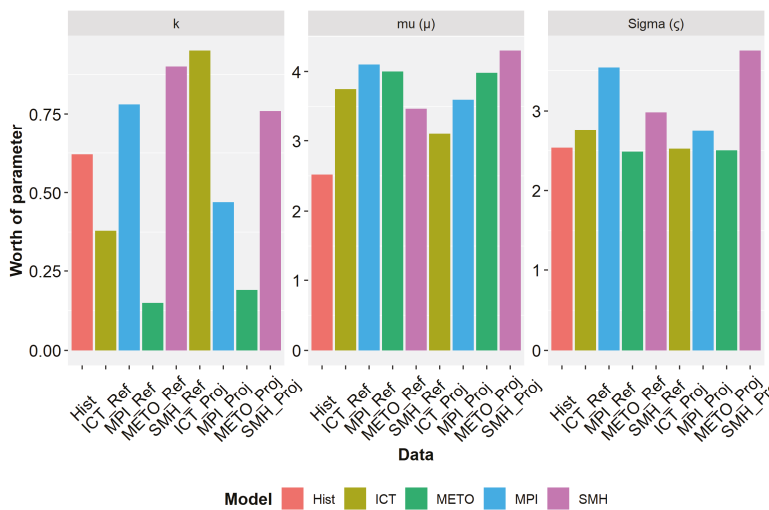 k
mu (μ)
Sigma (ς)
Worth of parameter
0.75
0.50
0.25
0.00
4
3
2
1
0
3
2
1
0
Hist
ICT_Ref
MPI_Ref
METO_Ref
SMH_Ref
ICT_Proj
MPI_Proj
METO_Proj
SMH_Proj
Hist
ICT_Ref
MPI_Ref
METO_Ref
SMH_Ref
ICT_Proj
MPI_Proj
METO_Proj
SMH_Proj
Hist
ICT_Ref
MPI_Ref
METO_Ref
SMH_Ref
ICT_Proj
MPI_Proj
METO_Proj
SMH_Pro
Data
Model Hist ICT METO MPI SMH